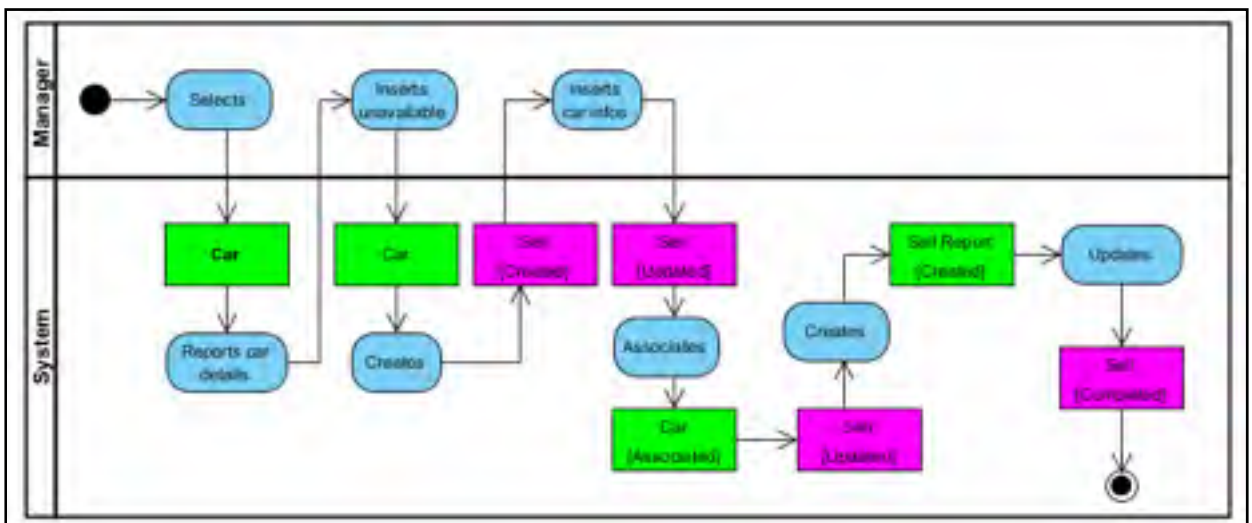 Manager
Selects
Inserts
unavailable
Inserts
car infos
System
Car
Reports car
details
Car
Creates
Sell
[Created]
Sell
[Updated]
Associates
Car
[Associated]
Sell
[Updated]
Creates
Sell Report
[Created]
Updates
Sell
[Completed]